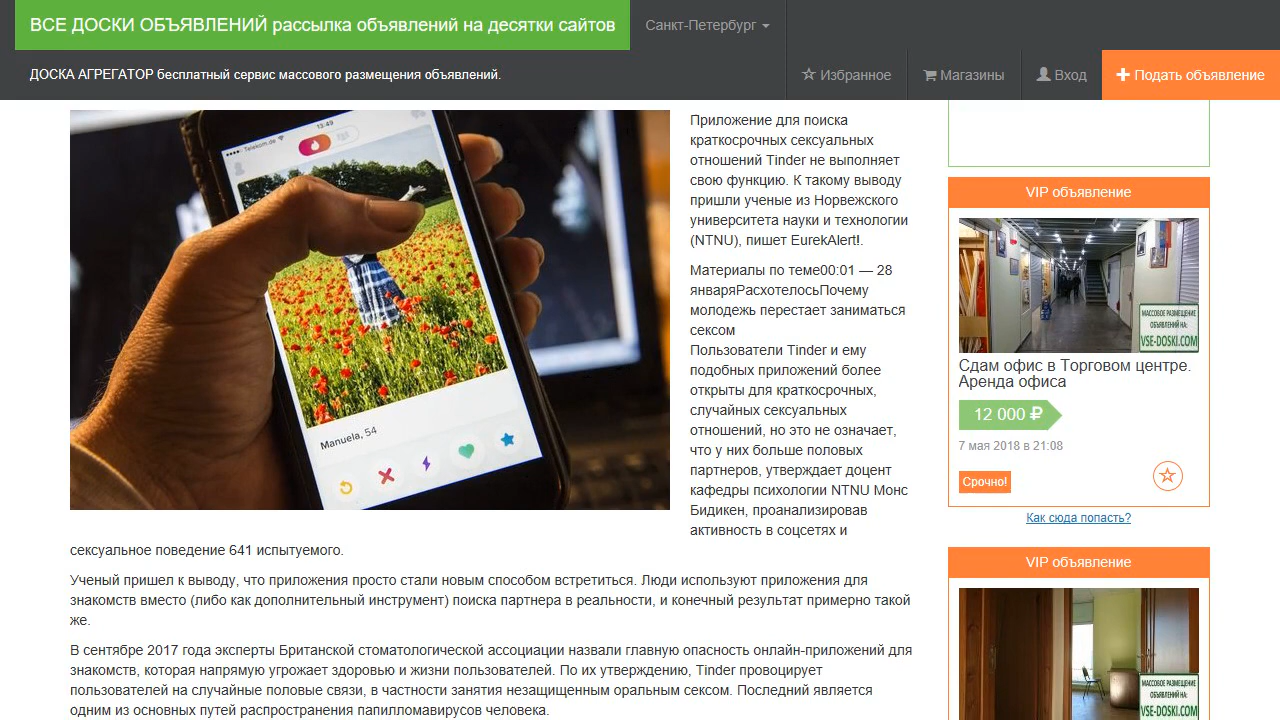 ВСЕ ДОСКИ ОБЪЯВЛЕНИЙ рассылка объявлений на десятки сайтов
Санкт-Петербург
ДОСКА АГРЕГАТОР бесплатный сервис массового размещения объявлений.
Избранное
Магазины
Вход
Подать объявление
Telekom.de
13:49
Manuela, 54
Приложение для поиска
краткосрочных сексуальных
отношений Tinder не выполняет
свою функцию. К такому выводу
пришли ученые из Норвежского
университета науки и технологии
(NTNU), пишет EurekAlert!.
Материалы по теме00:01 — 28
январяРасхотелосьПочему
молодежь перестает заниматься
сексом
Пользователи Tinder и ему
подобных приложений более
открыты для краткосрочных,
случайных сексуальных
отношений, но это не означает,
что у них больше половых
партнеров, утверждает доцент
кафедры психологии NTNU Монс
Бидикен, проанализировав
активность в соцсетях и
сексуальное поведение 641 испытуемого.
Ученый пришел к выводу, что приложения просто стали новым способом встретиться. Люди используют приложения для
знакомств вместо (либо как дополнительный инструмент) поиска партнера в реальности, и конечный результат примерно такой
же.
В сентябре 2017 года эксперты Британской стоматологической ассоциации назвали главную опасность онлайн-приложений для
знакомств, которая напрямую угрожает здоровью и жизни пользователей. По их утверждению, Tinder провоцирует
пользователей на случайные половые связи, в частности занятия незащищенным оральным сексом. Последний является
одним из основных путей распространения папилломавирусов человека.
VIP объявление
МАССОВОЕ РАЗМЕЩЕНИЕ
ОБЪЯВЛЕНИЙ НА:
VSE-DOSKI.COM
Сдам офис в Торговом центре.
Аренда офиса
12 000 ₽
7 мая 2018 в 21:08
Срочно!
Как сюда попасть?
VIP объявление
МАССОВОЕ РАЗМЕЩЕНИЕ
ОБЪЯВЛЕНИЙ НА:
VSE-DOSKI.COM